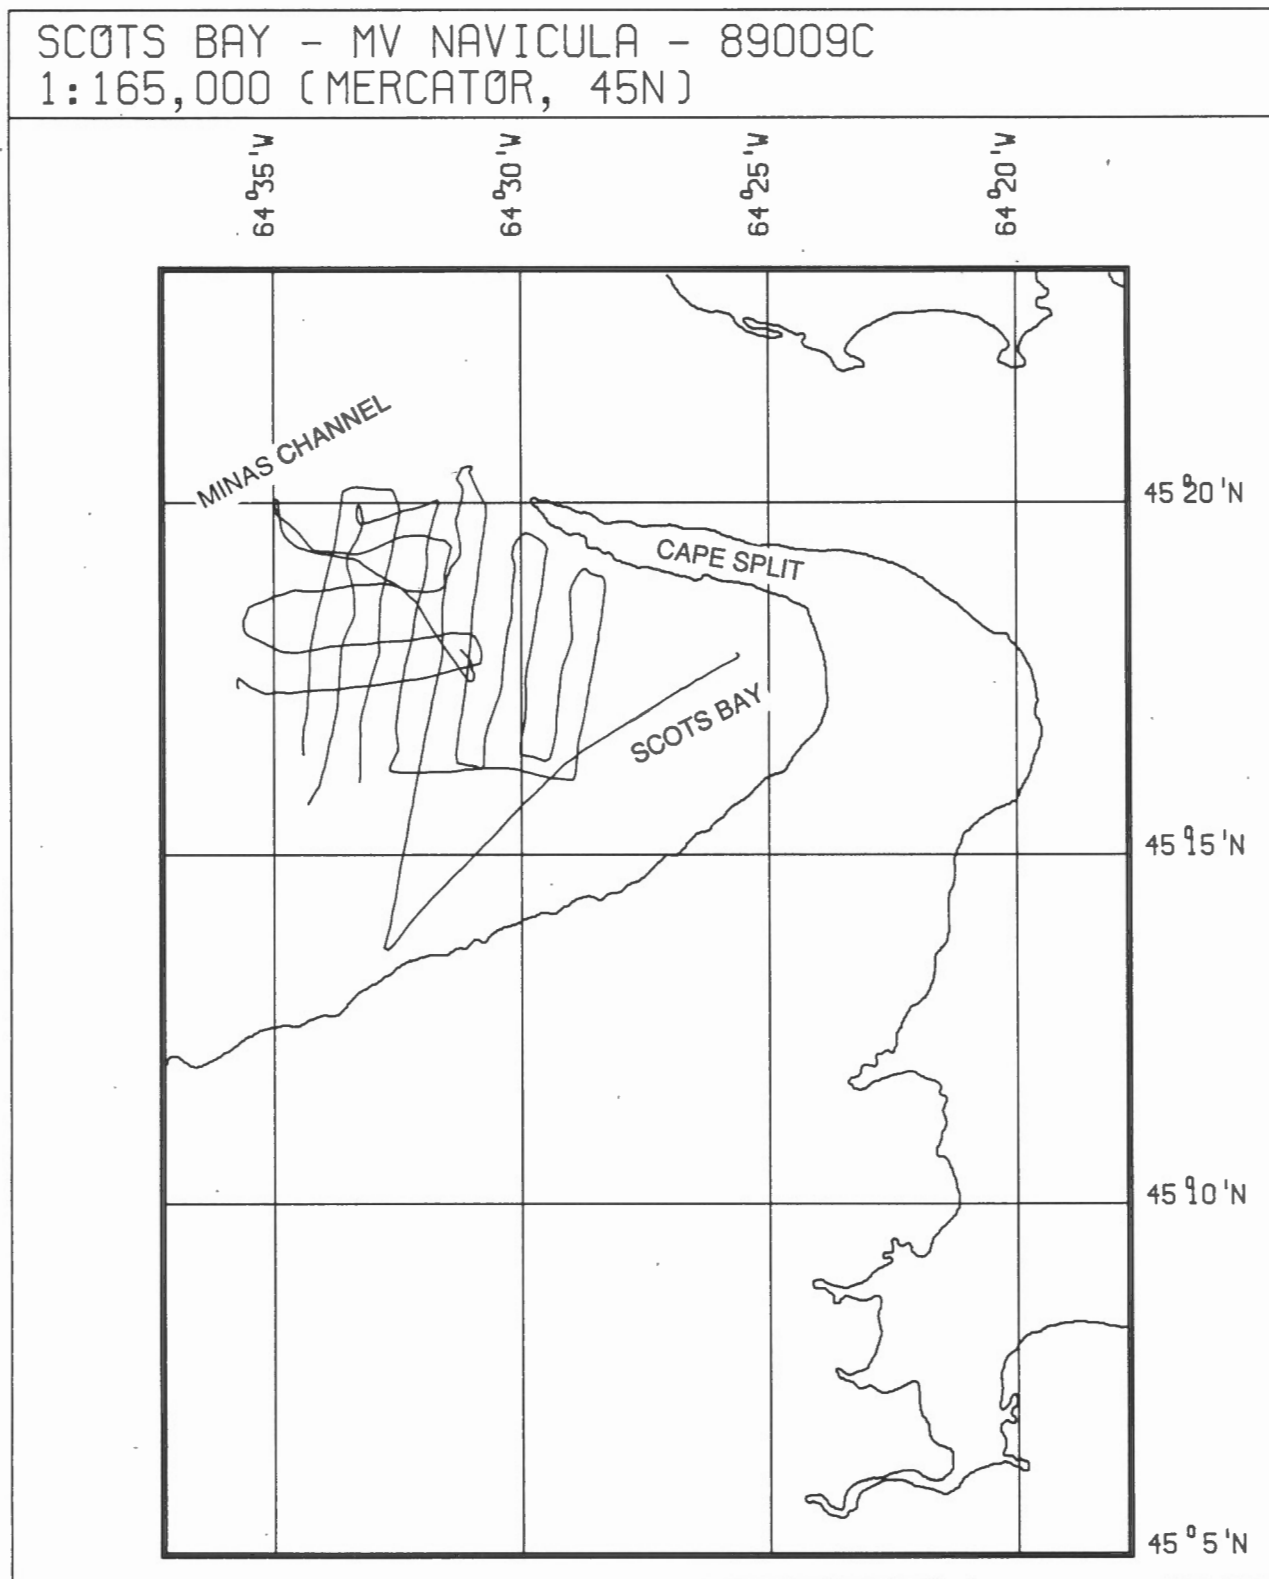 SCOTS BAY - MV NAVICULA - 89009C
1:165,000 (MERCATOR, 45N)
64°35'W
64°30'W
64°25'W
64°20'W
MINAS CHANNEL
45°20'N
CAPE SPLIT
SCOTS BAY
45°15'N
45°10'N
45°5'N